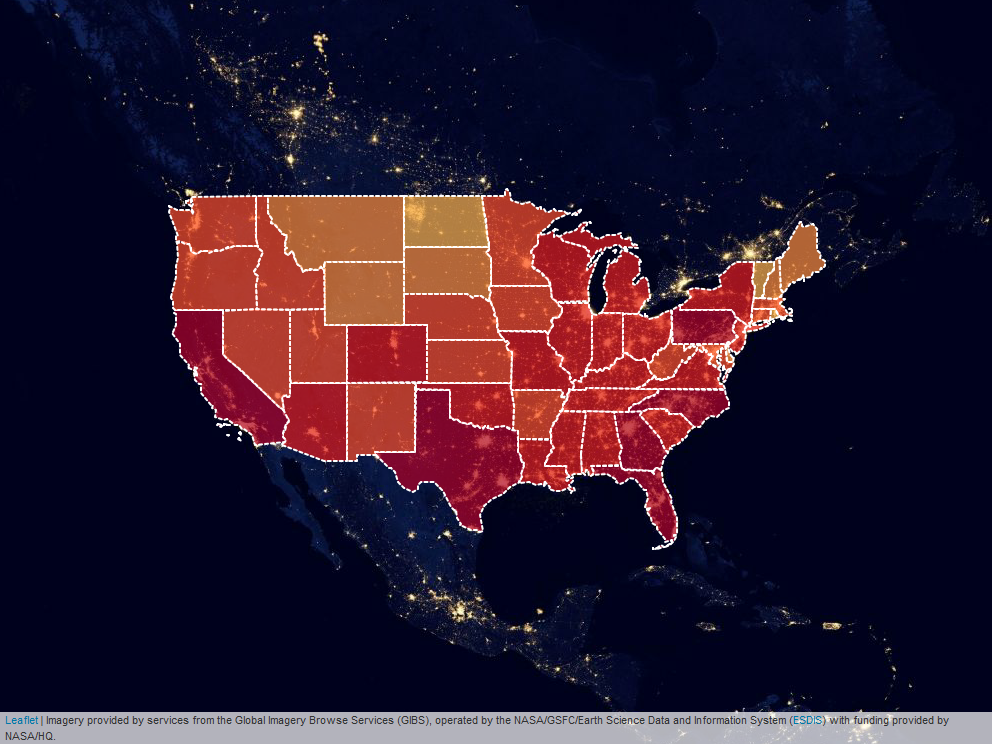 Leaflet | Imagery provided by services from the Global Imagery Browse Services (GIBS), operated by the NASA/GSFC/Earth Science Data and Information System (ESDIS) with funding provided by
NASA/HQ.